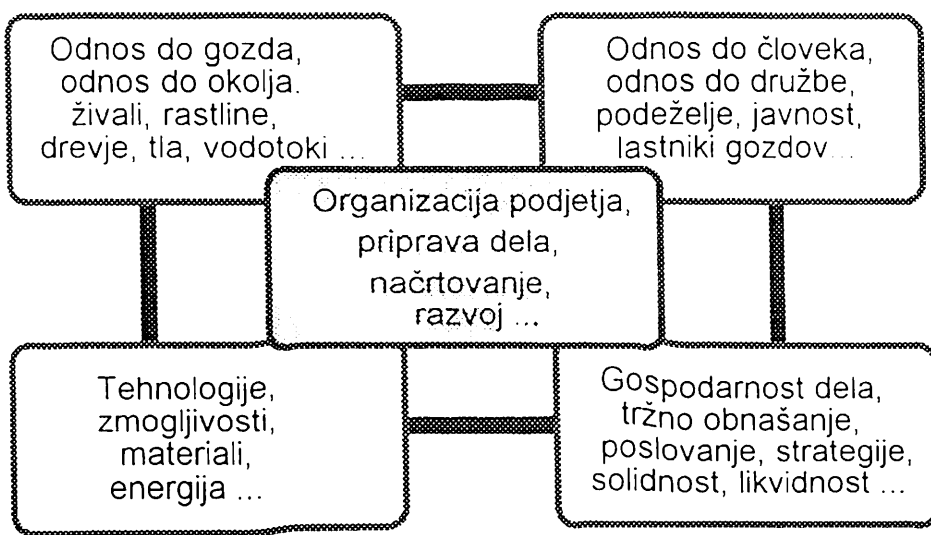 Odnos do gozda,
odnos do okolja.
živali, rastline,
drevje, tla, vodotoki ...
Odnos do človeka,
odnos do družbe,
podeželje, javnost,
lastniki gozdov...
Organizacija podjetja,
priprava dela,
načrtovanje,
razvoj ...
Tehnologije,
zmogljivosti,
materiali,
energija ...
Gospodarnost dela,
tržno obnašanje,
poslovanje, strategije,
solidnost, likvidnost ...